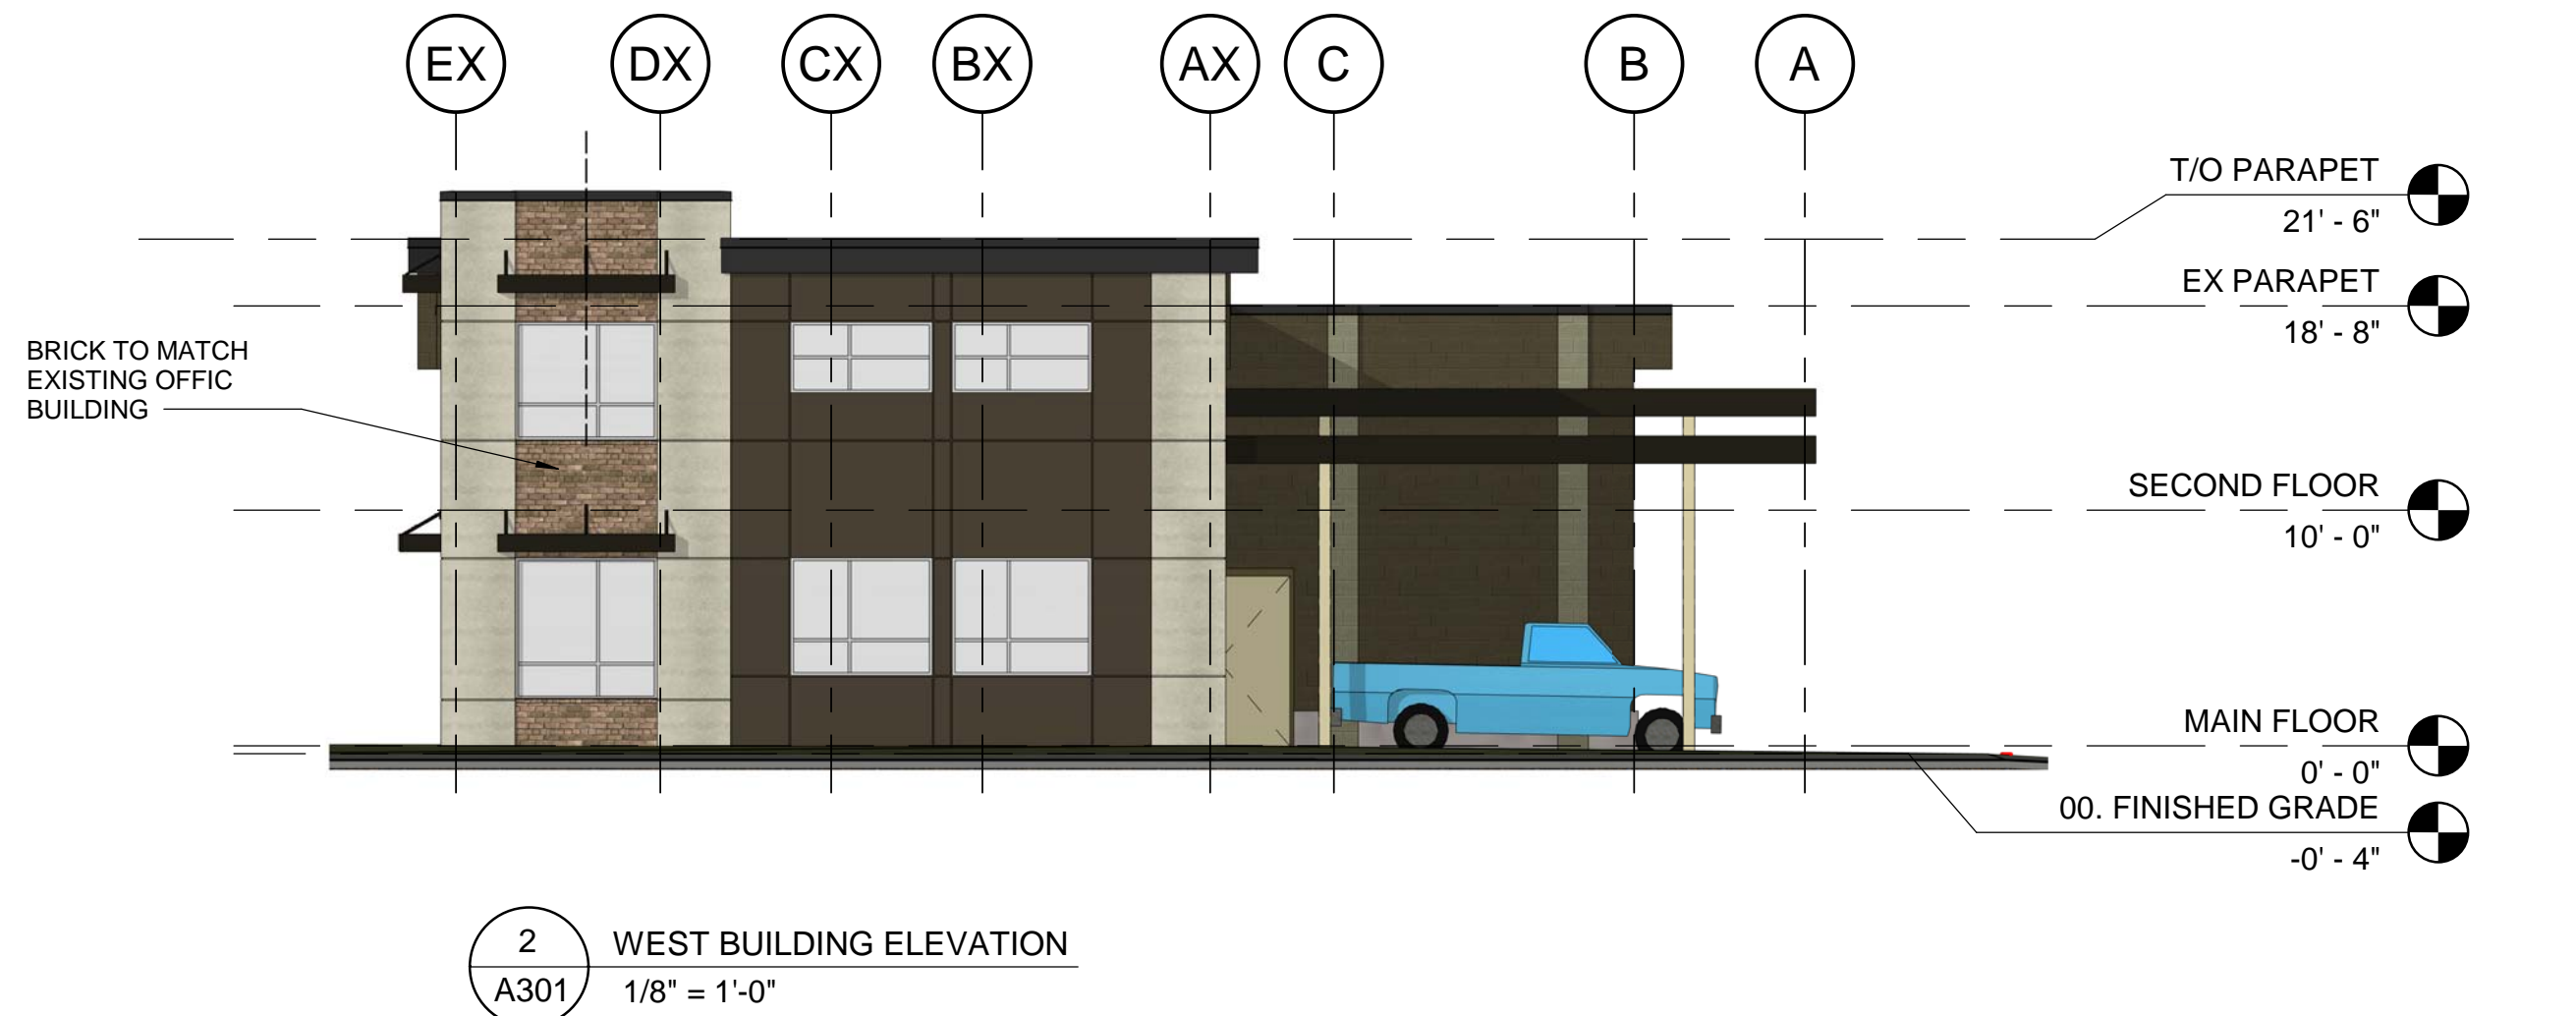 EX
DX
CX
BX
AX
C
B
A
T/O PARAPET
21' - 6"
EX PARAPET
18' - 8"
BRICK TO MATCH
EXISTING OFFIC
BUILDING
SECOND FLOOR
10' - 0"
MAIN FLOOR
0' - 0"
00. FINISHED GRADE
-0' - 4"
2
WEST BUILDING ELEVATION
A301
1/8" = 1'-0"